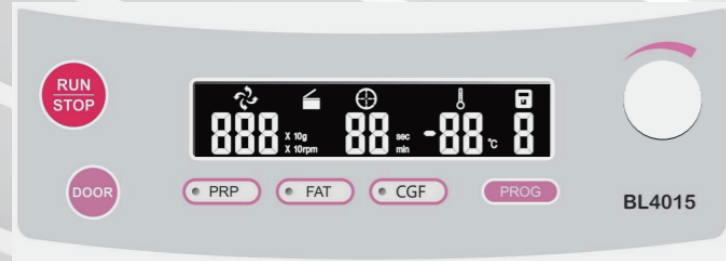 RUN
STOP
888 X 10g
X 10rpm
88 sec
min
-88 °C
8
DOOR
PRP
FAT
CGF
PROG
BL4015